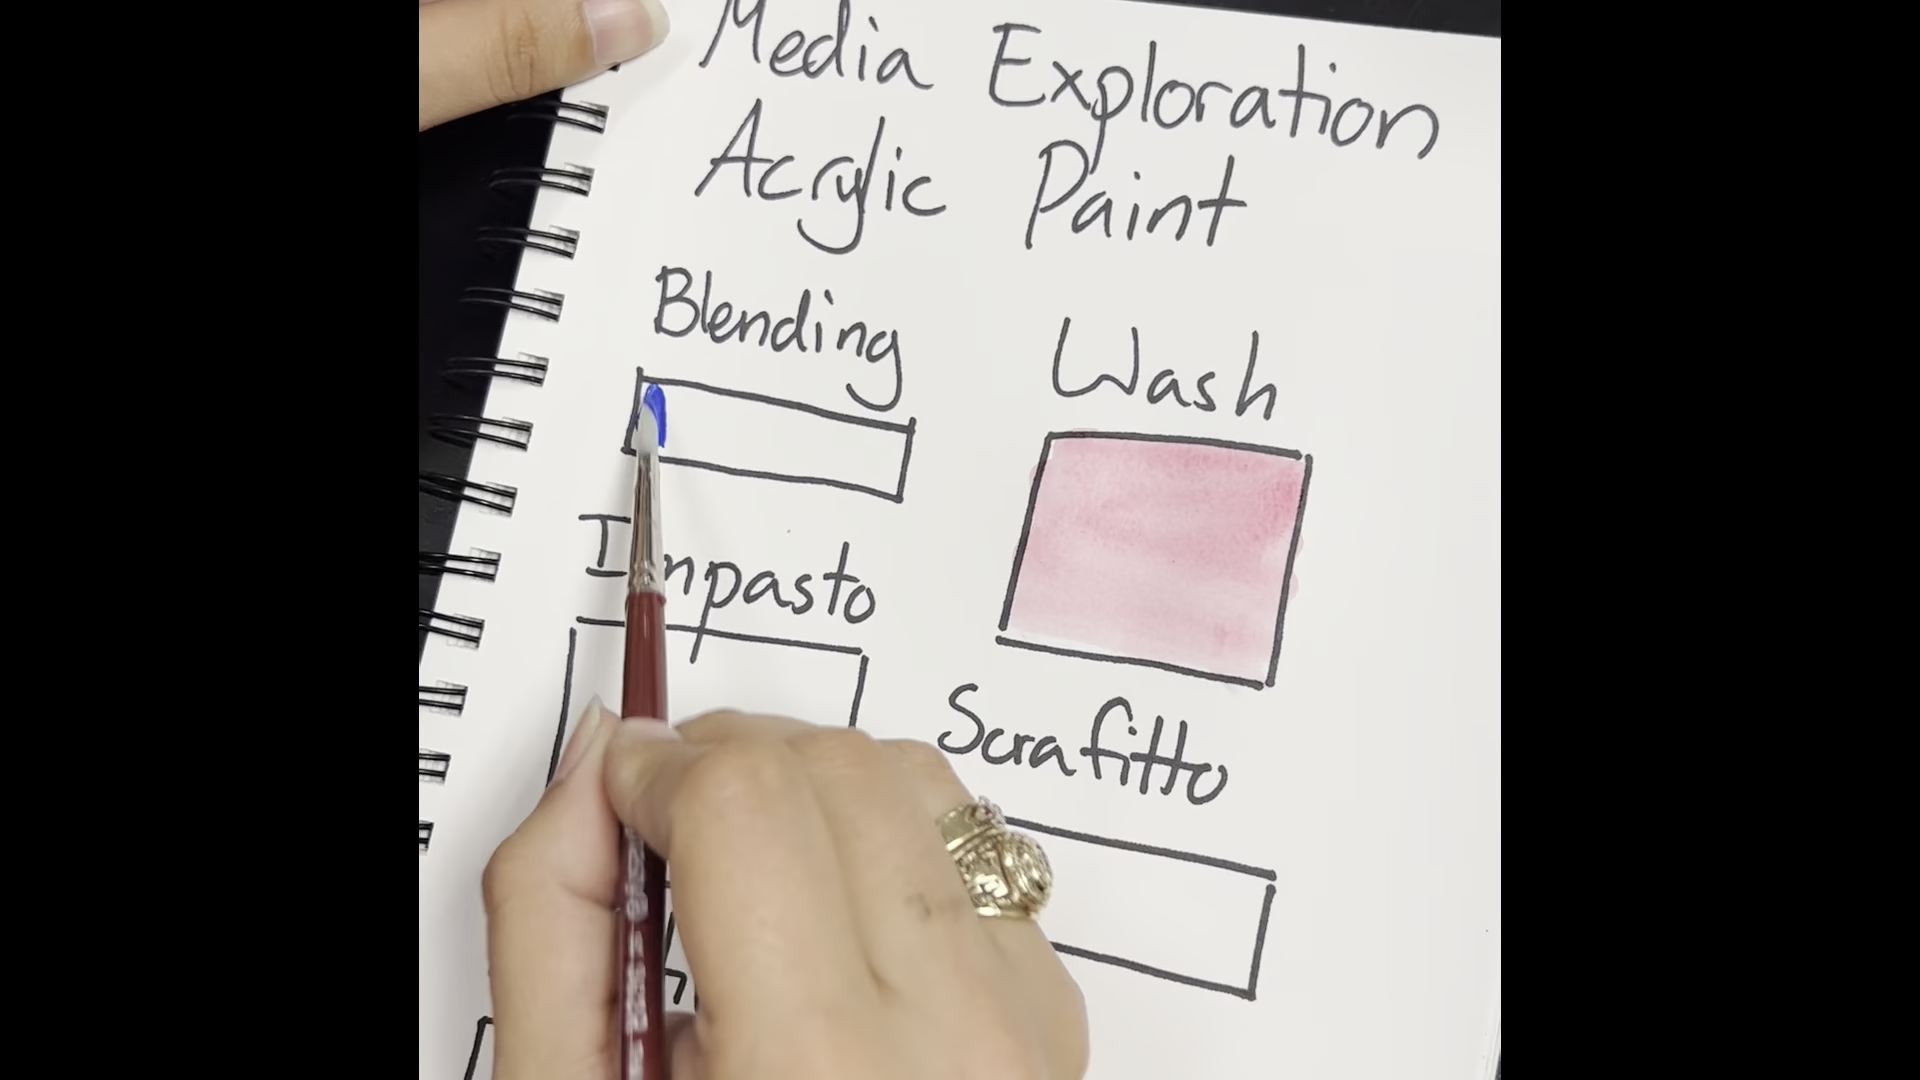 Media Exploration
Acrylic Paint
Blending
Wash
Impasto
Scrafitto